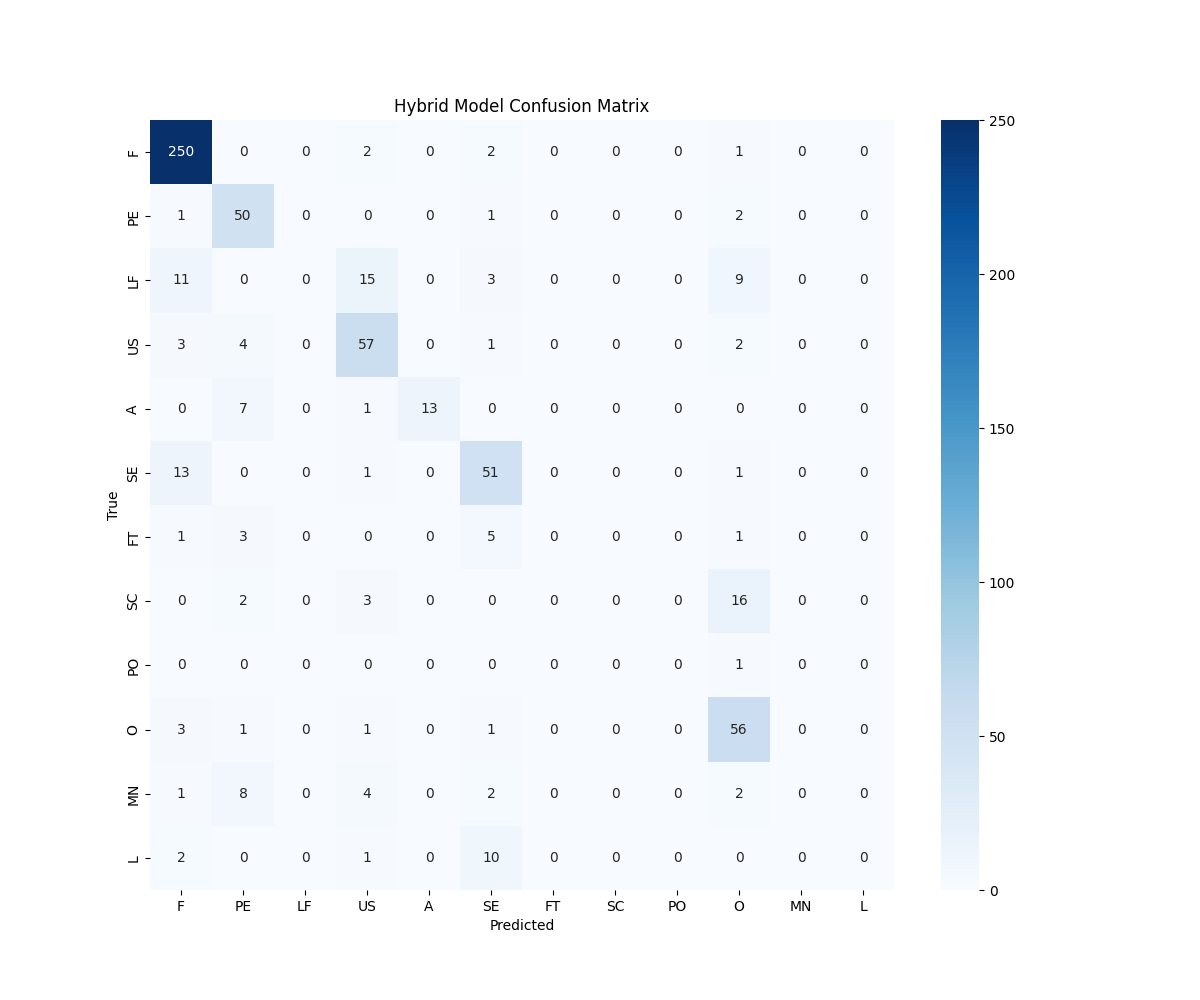 Hybrid Model Confusion Matrix
F 250 0 0 2 0 2 0 0 0 1 0 0
PE 1 50 0 0 0 1 0 0 0 2 0 0
LF 11 0 0 15 0 3 0 0 0 9 0 0
US 3 4 0 57 0 1 0 0 0 2 0 0
A 0 7 0 1 13 0 0 0 0 0 0 0
SE 13 0 0 1 0 51 0 0 0 1 0 0
True
FT 1 3 0 0 0 5 0 0 0 1 0 0
SC 0 2 0 3 0 0 0 0 0 16 0 0
PO 0 0 0 0 0 0 0 0 0 1 0 0
O 3 1 0 1 0 1 0 0 0 56 0 0
MN 1 8 0 4 0 2 0 0 0 2 0 0
L 2 0 0 1 0 10 0 0 0 0 0 0
F PE LF US A SE FT SC PO O MN L
Predicted
250
200
150
100
50
0